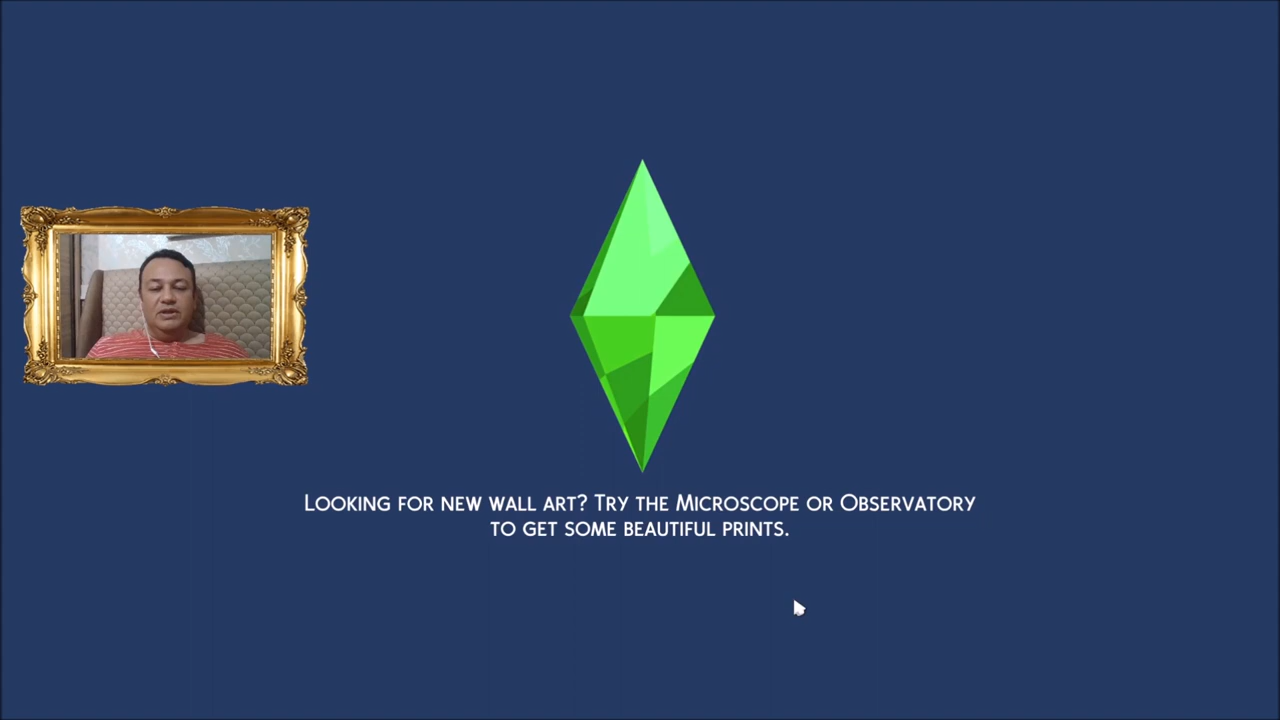 Looking for new wall art? Try the Microscope or Observatory
to get some beautiful prints.